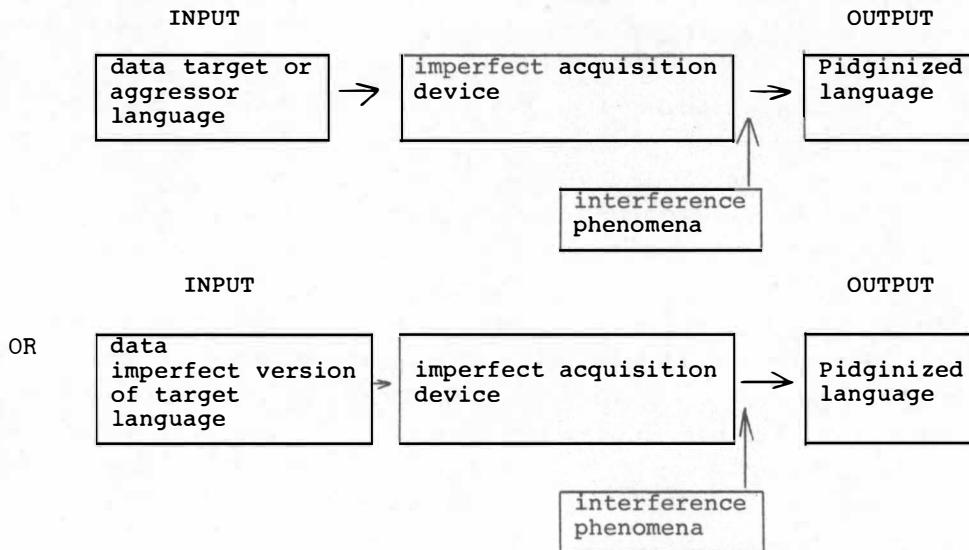 INPUT OUTPUT
data target or
aggressor
language
imperfect acquisition
device
Pidginized
language
interference
phenomena
INPUT OUTPUT
OR
data
imperfect version
of target
language
imperfect acquisition
device
Pidginized
language
interference
phenomena